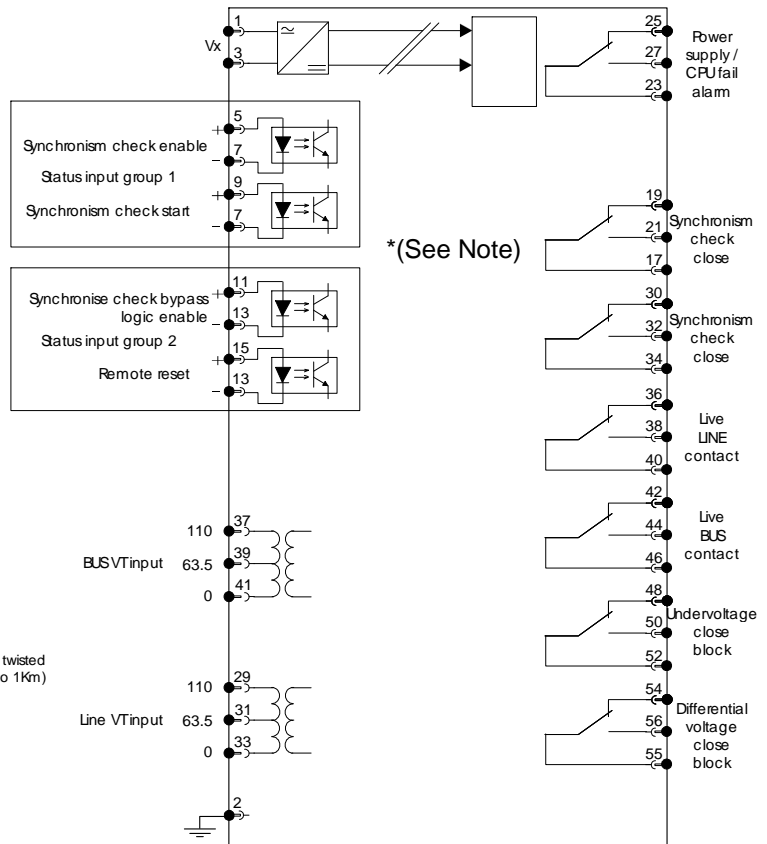 1
Vx
3
25
27
23
Power
supply /
CPU fail
alarm
5
+
Synchronism check enable
7
−
Status input group 1
9
+
Synchronism check start
7
−
*(See Note)
19
21
17
Synchronism
check
close
11
+
Synchronise check bypass
logic enable
13
−
Status input group 2
15
+
Remote reset
13
−
30
32
34
Synchronism
check
close
36
38
40
Live
LINE
contact
42
44
46
Live
BUS
contact
110
37
BUS VT input
63.5
39
0
41
48
50
52
Undervoltage
close
block
twisted
o 1Km)
110
29
Line VT input
63.5
31
0
33
54
56
55
Differential
voltage
close
block
2